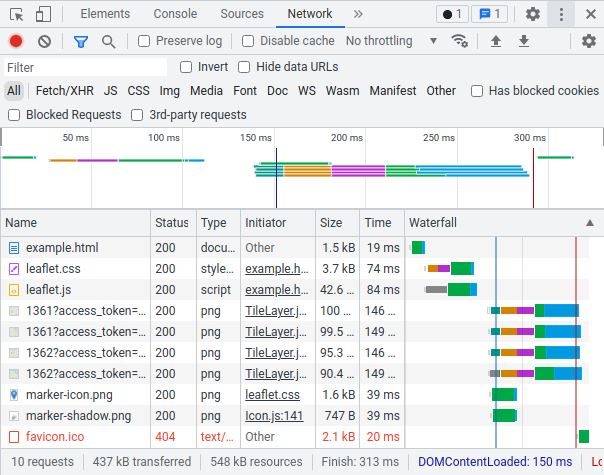 Elements Console Sources Network » 1 1
Preserve log Disable cache No throttling
Filter Invert Hide data URLs
All Fetch/XHR JS CSS Img Media Font Doc WS Wasm Manifest Other Has blocked cookies
Blocked Requests 3rd-party requests
50 ms 100 ms 150 ms 200 ms 250 ms 300 ms
Name Status Type Initiator Size Time Waterfall
example.html 200 docu... Other 1.5 kB 19 ms
leaflet.css 200 style... example.h... 3.7 kB 74 ms
leaflet.js 200 script example.h... 42.6 ... 84 ms
1361?access_token=... 200 png TileLayer.j... 100 ... 146 ...
1361?access_token=... 200 png TileLayer.j... 99.5 ... 149 ...
1362?access_token=... 200 png TileLayer.j... 95.3 ... 146 ...
1362?access_token=... 200 png TileLayer.j... 90.4 ... 149 ...
marker-icon.png 200 png leaflet.css 1.6 kB 39 ms
marker-shadow.png 200 png Icon.js:141 747 B 39 ms
favicon.ico 404 text/... Other 2.1 kB 20 ms
10 requests 437 kB transferred 548 kB resources Finish: 313 ms DOMContentLoaded: 150 ms Lo